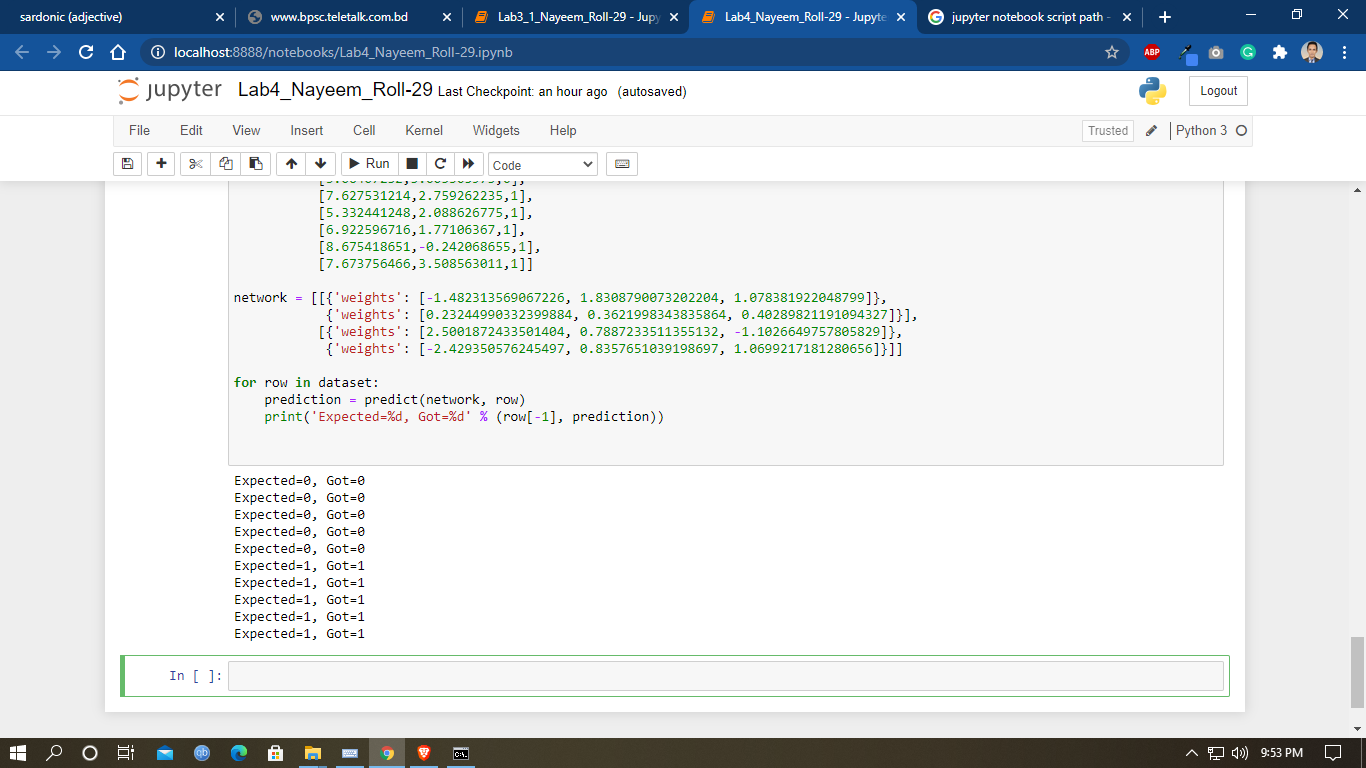 sardonic (adjective)
www.bpsc.teletalk.com.bd
Lab3_1_Nayeem_Roll-29 - Jupy
Lab4_Nayeem_Roll-29 - Jupyte
jupyter notebook script path -
localhost:8888/notebooks/Lab4_Nayeem_Roll-29.ipynb
ABP
jupyter Lab4_Nayeem_Roll-29 Last Checkpoint: an hour ago (autosaved)
Logout
File Edit View Insert Cell Kernel Widgets Help
Trusted
Python 3
Run
Code
[7.627531214,2.759262235,1],
[5.332441248,2.088626775,1],
[6.922596716,1.77106367,1],
[8.675418651,-0.242068655,1],
[7.673756466,3.508563011,1]]
network = [[{'weights': [-1.482313569067226, 1.8308790073202204, 1.078381922048799]},
{'weights': [0.23244990332399884, 0.3621998343835864, 0.40289821191094327]}],
[{'weights': [2.5001872433501404, 0.7887233511355132, -1.1026649757805829]},
{'weights': [-2.429350576245497, 0.8357651039198697, 1.0699217181280656]}]]
for row in dataset:
prediction = predict(network, row)
print('Expected=%d, Got=%d' % (row[-1], prediction))
Expected=0, Got=0
Expected=0, Got=0
Expected=0, Got=0
Expected=0, Got=0
Expected=0, Got=0
Expected=1, Got=1
Expected=1, Got=1
Expected=1, Got=1
Expected=1, Got=1
Expected=1, Got=1
In [ ]:
qb
9:53 PM